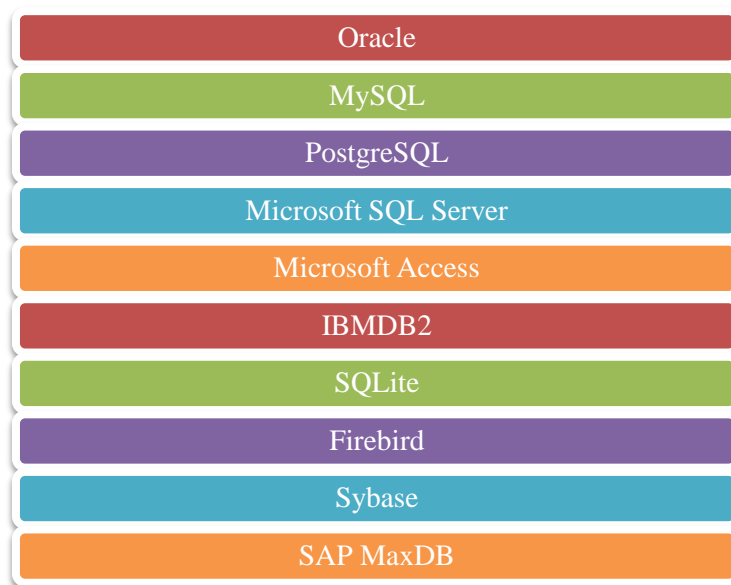 Oracle
MySQL
PostgreSQL
Microsoft SQL Server
Microsoft Access
IBMDB2
SQLite
Firebird
Sybase
SAP MaxDB